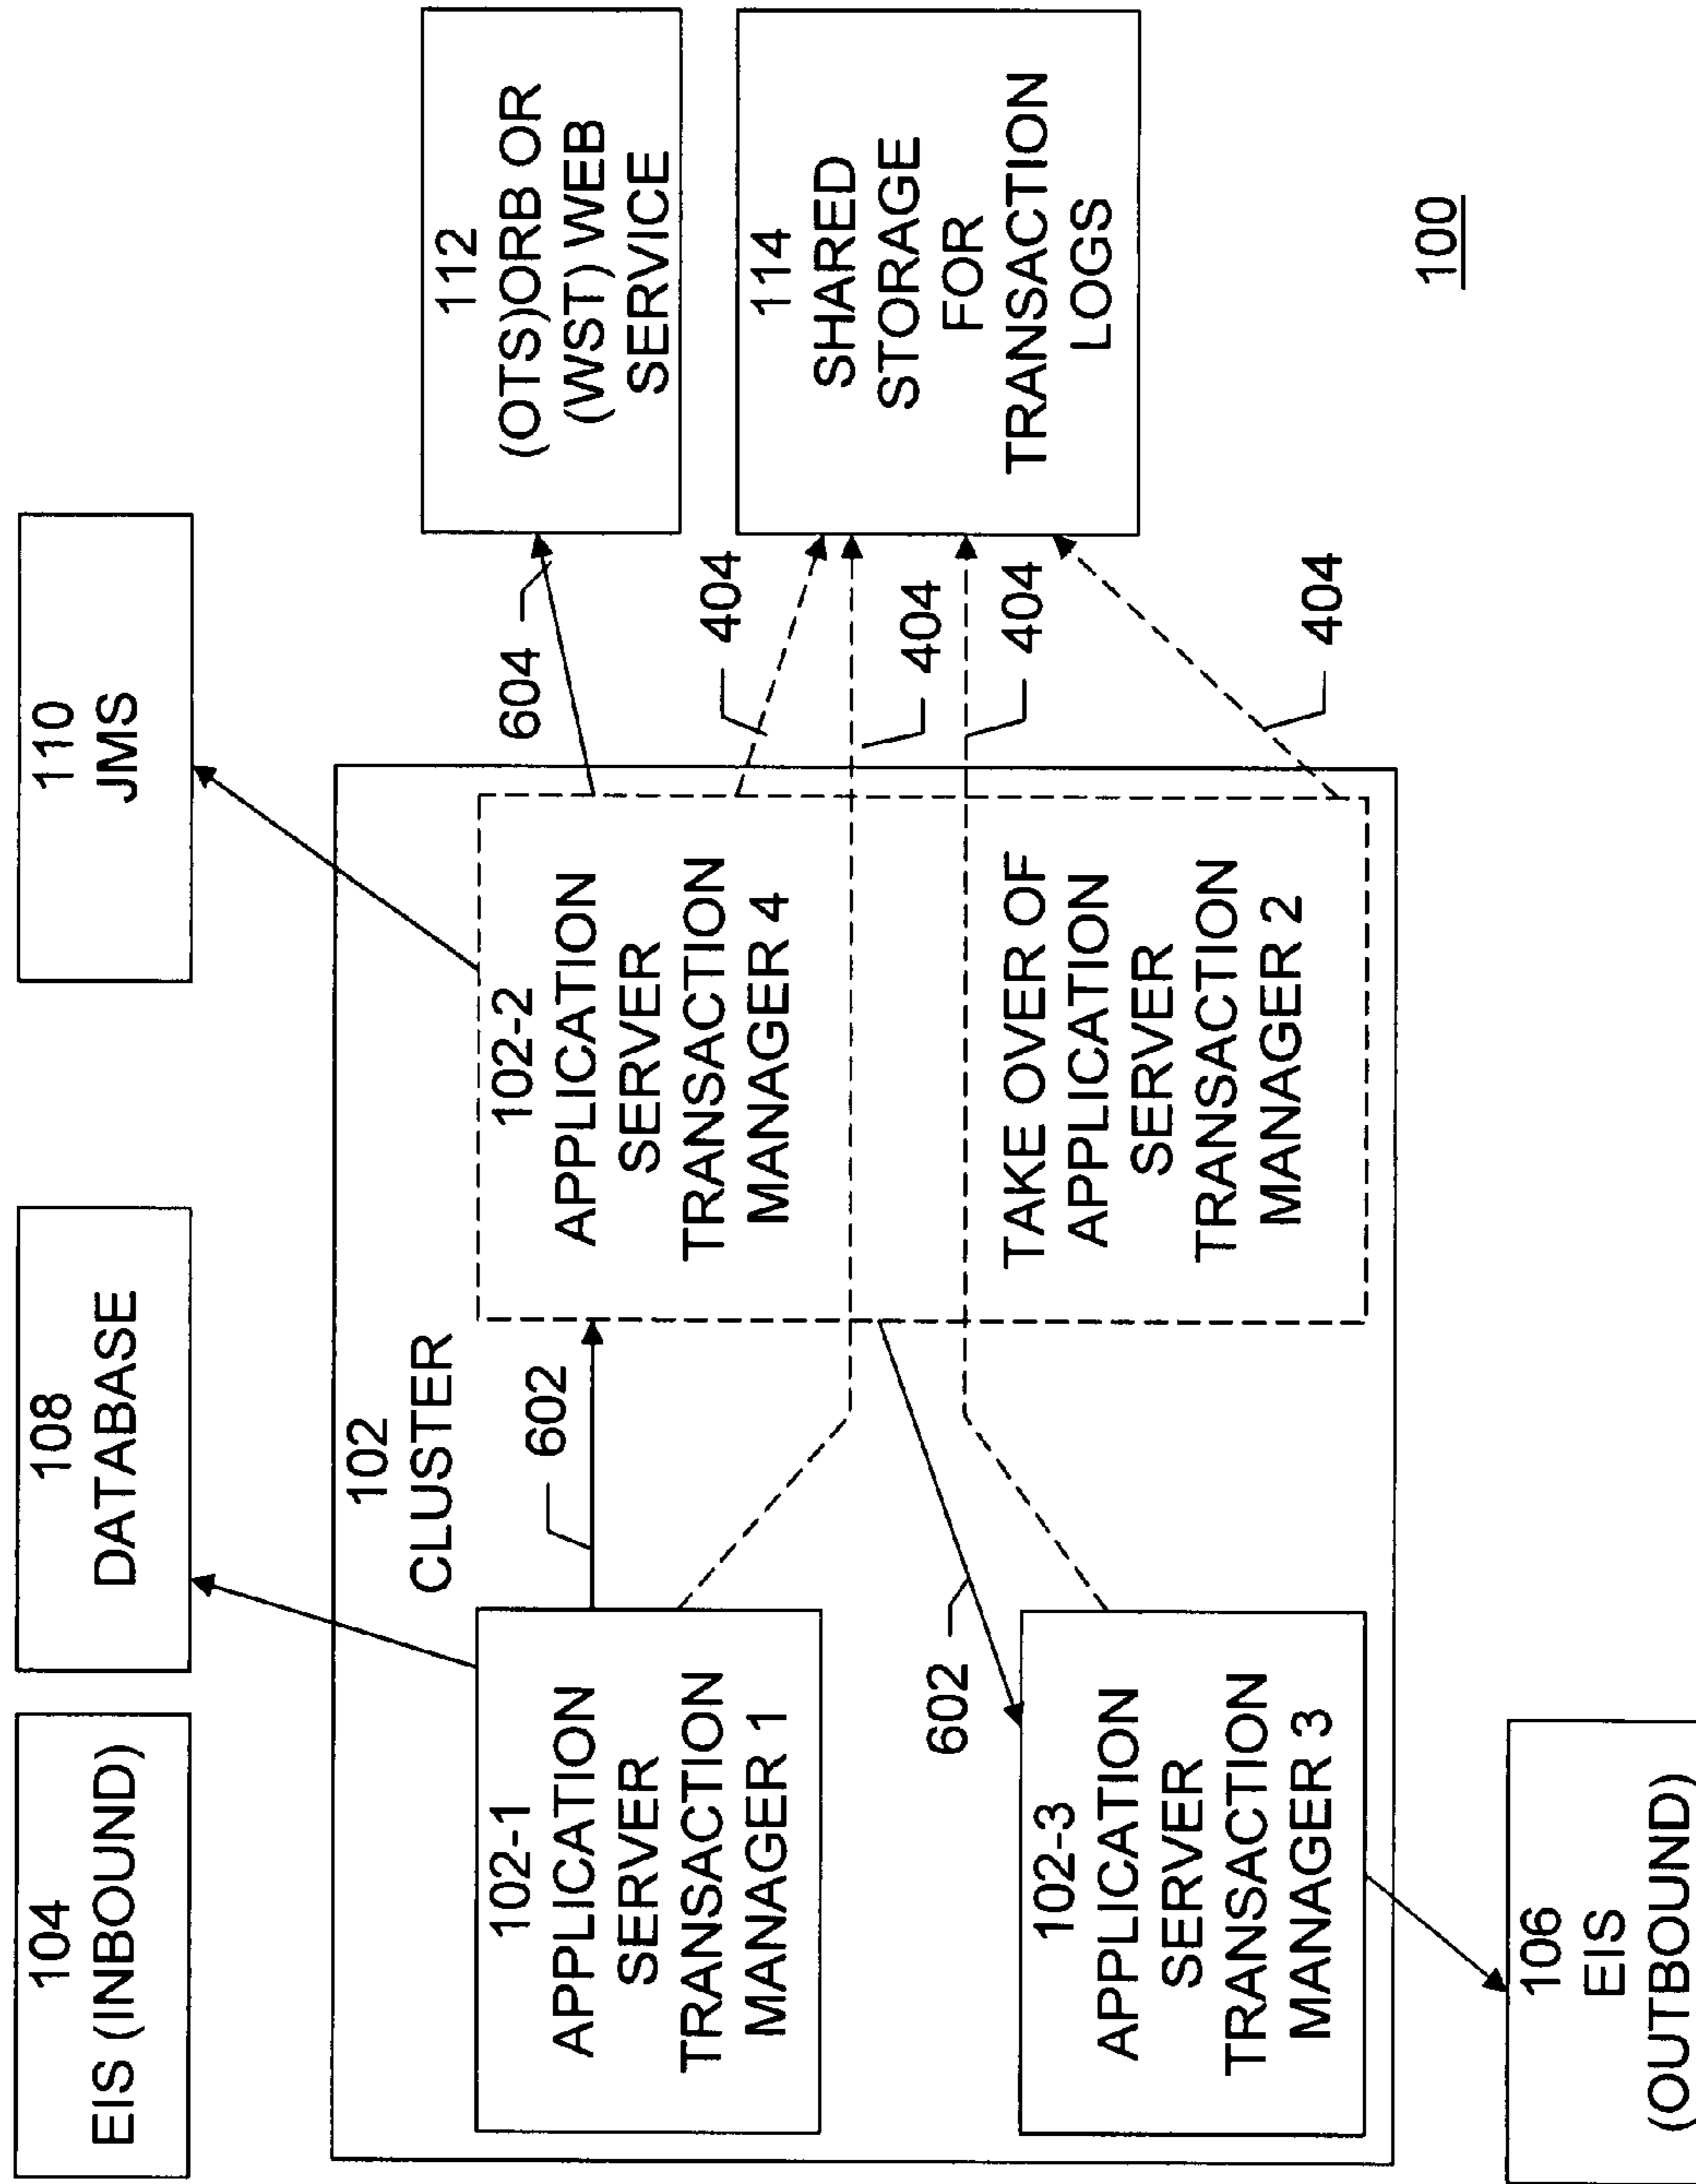 104
EIS (INBOUND)
108
DATABASE
110
JMS
102
CLUSTER
102-1
APPLICATION
SERVER
TRANSACTION
MANAGER 1
602
102-2
APPLICATION
SERVER
TRANSACTION
MANAGER 4
604
112
(OTS)ORB OR
(WST) WEB
SERVICE
404
404
404
404
114
SHARED
STORAGE
FOR
TRANSACTION
LOGS
602
102-3
APPLICATION
SERVER
TRANSACTION
MANAGER 3
TAKE OVER OF
APPLICATION
SERVER
TRANSACTION
MANAGER 2
106
EIS
(OUTBOUND)
100